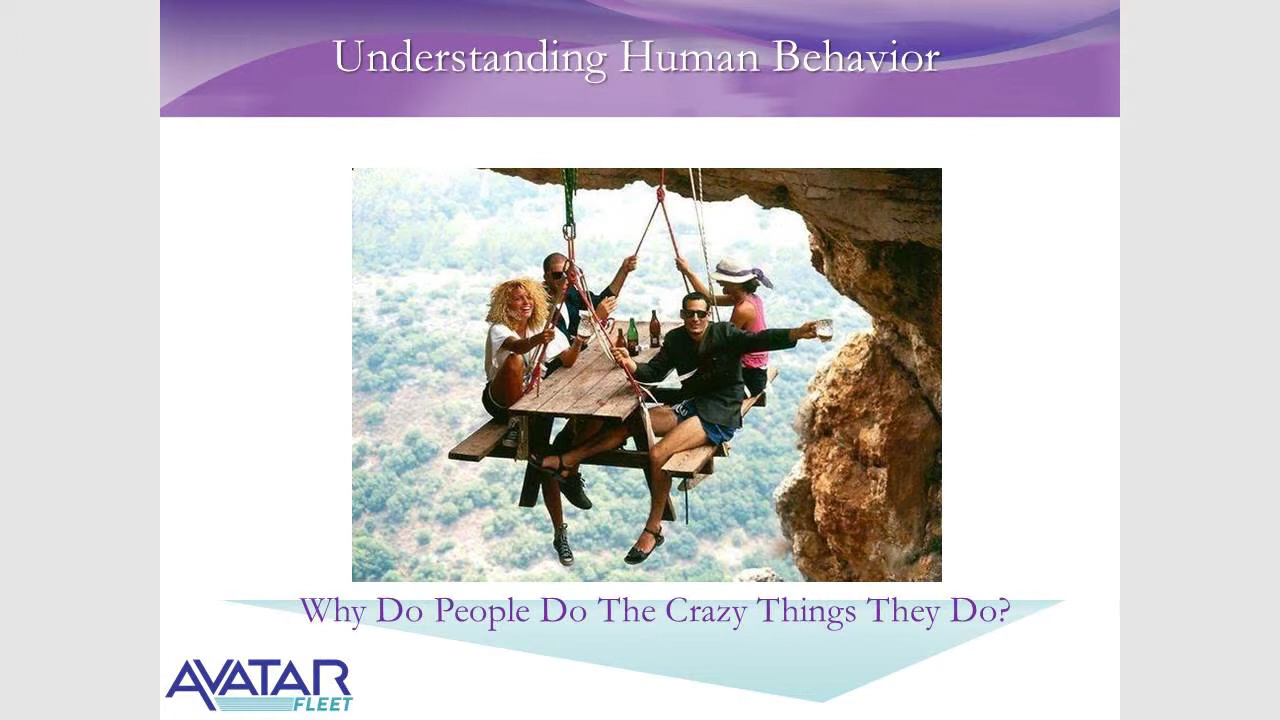 Understanding Human Behavior
Why Do People Do The Crazy Things They Do?
AVATAR
FLEET